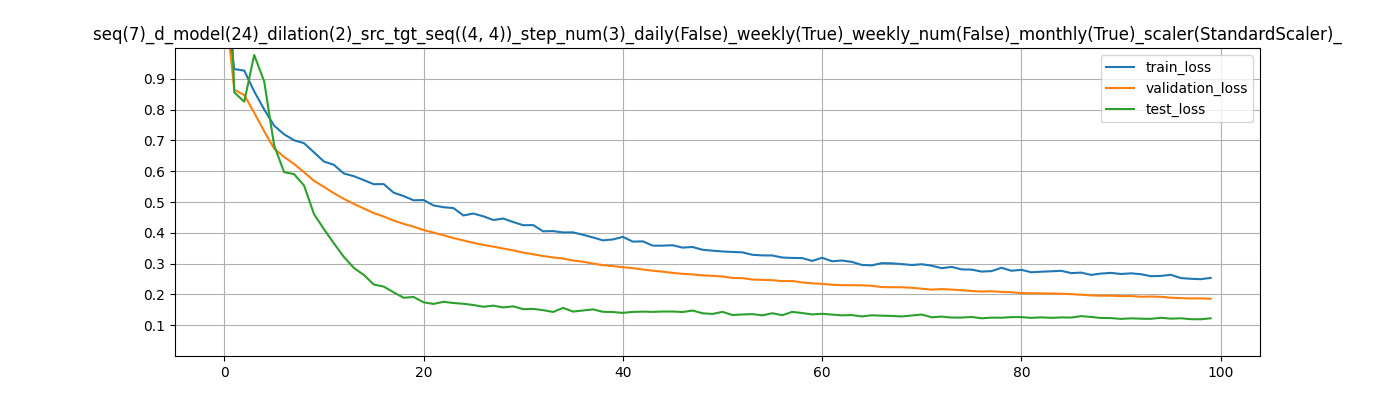 seq(7)_d_model(24)_dilation(2)_src_tgt_seq((4, 4))_step_num(3)_daily(False)_weekly(True)_weekly_num(False)_monthly(True)_scaler(StandardScaler)_
train_loss
validation_loss
test_loss
0.9
0.8
0.7
0.6
0.5
0.4
0.3
0.2
0.1
0 20 40 60 80 100